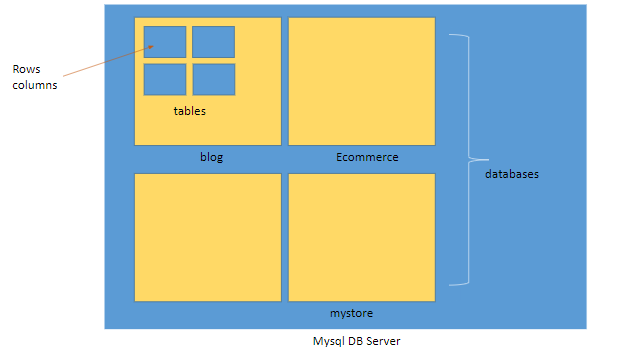 Rows
columns
tables
blog
Ecommerce
databases
mystore
Mysql DB Server